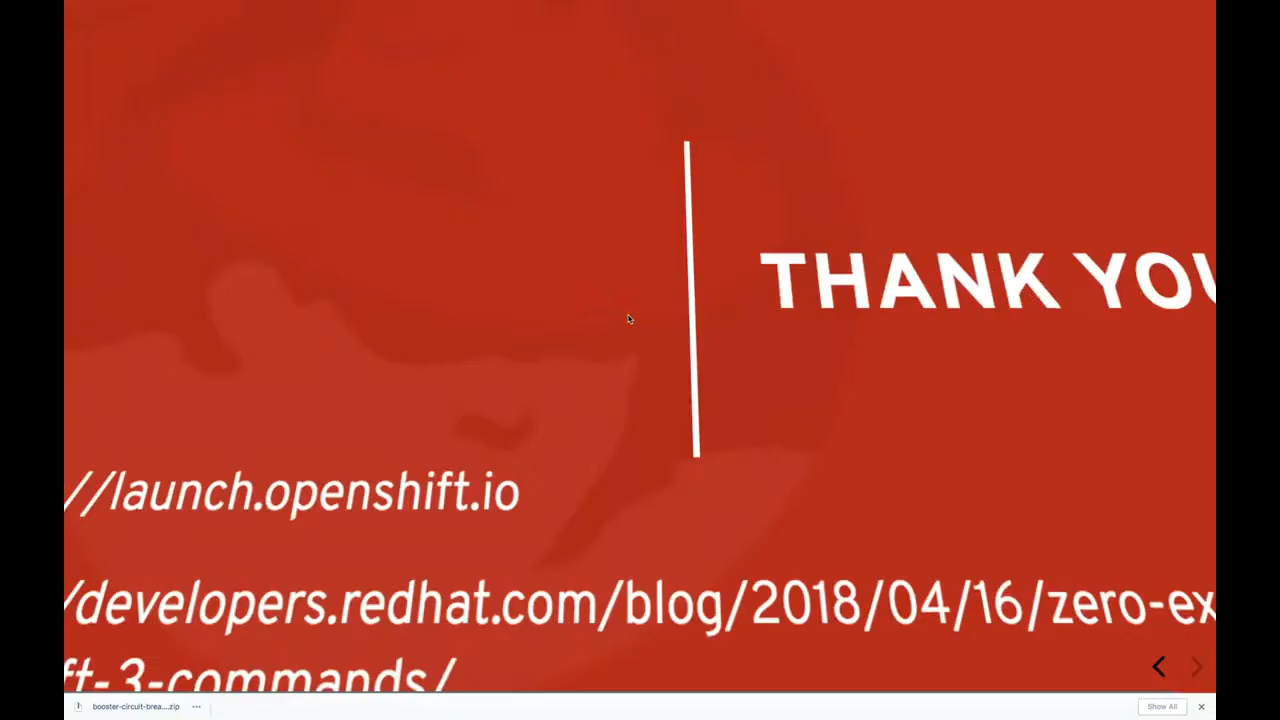 THANK YOU
//launch.openshift.io
/developers.redhat.com/blog/2018/04/16/zero-ex
ft-3-commands/
booster-circuit-brea....zip
Show All